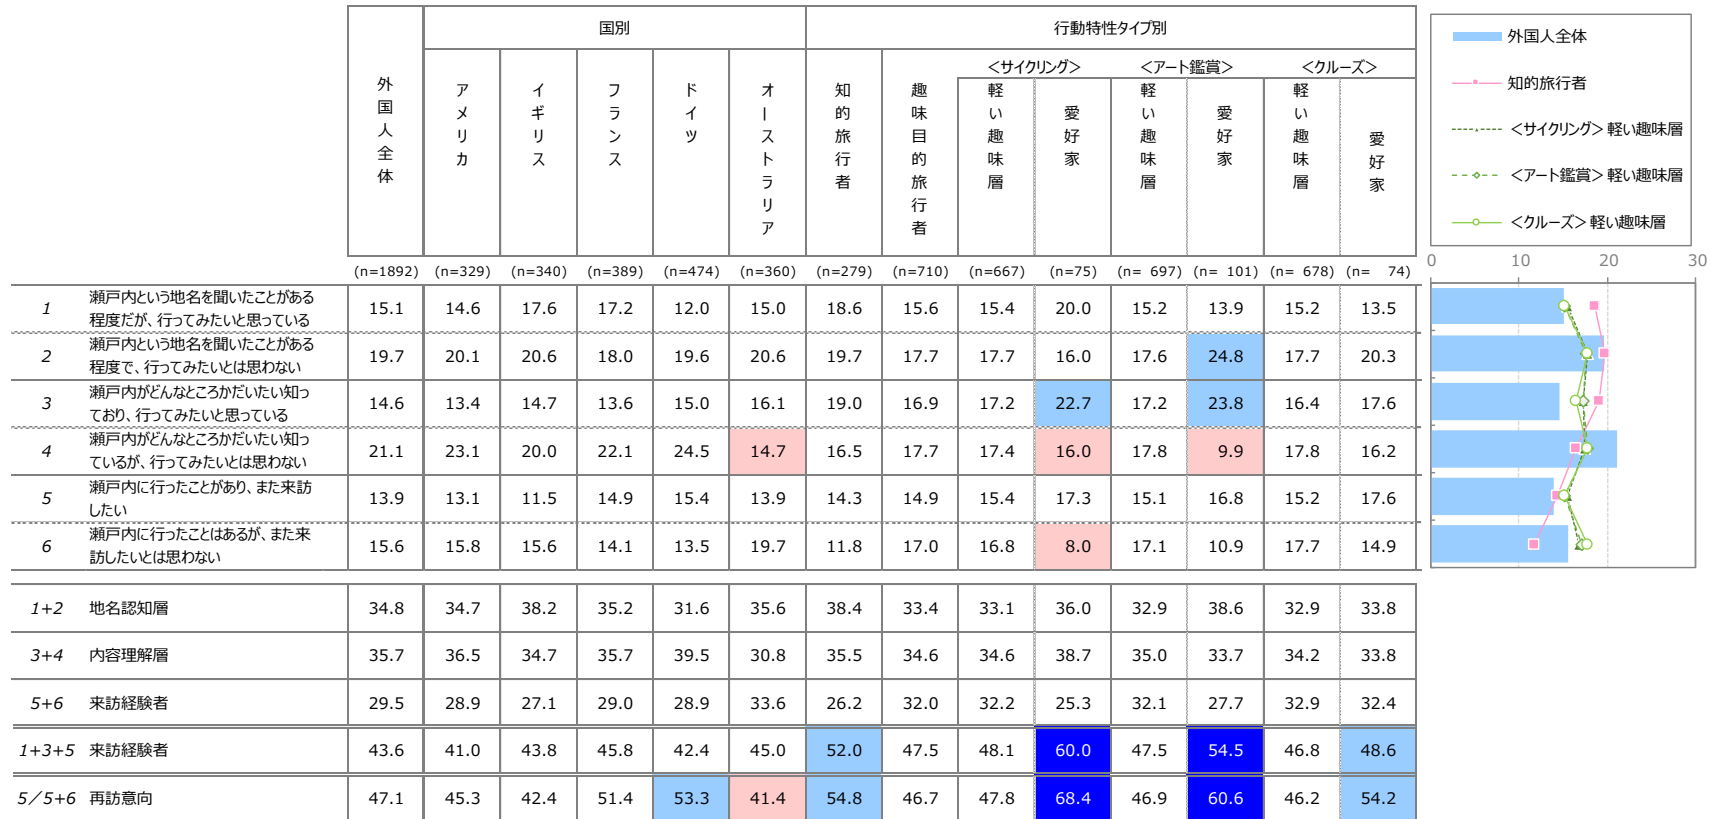 国別
行動特性タイプ別
外国人全体
アメリカ
イギリス
フランス
ドイツ
オーストラリア
知的旅行者
趣味目的旅行者
＜サイクリング＞
軽い趣味層
愛好家
＜アート鑑賞＞
軽い趣味層
愛好家
＜クルーズ＞
軽い趣味層
愛好家
(n=1892) (n=329) (n=340) (n=389) (n=474) (n=360) (n=279) (n=710) (n=667) (n=75) (n= 697) (n= 101) (n= 678) (n= 74)
1 瀬戸内という地名を聞いたことがある
程度だが、行ってみたいと思っている
15.1 14.6 17.6 17.2 12.0 15.0 18.6 15.6 15.4 20.0 15.2 13.9 15.2 13.5
2 瀬戸内という地名を聞いたことがある
程度で、行ってみたいとは思わない
19.7 20.1 20.6 18.0 19.6 20.6 19.7 17.7 17.7 16.0 17.6 24.8 17.7 20.3
3 瀬戸内がどんなところかだいたい知っ
ており、行ってみたいと思っている
14.6 13.4 14.7 13.6 15.0 16.1 19.0 16.9 17.2 22.7 17.2 23.8 16.4 17.6
4 瀬戸内がどんなところかだいたい知っ
ているが、行ってみたいとは思わない
21.1 23.1 20.0 22.1 24.5 14.7 16.5 17.7 17.4 16.0 17.8 9.9 17.8 16.2
5 瀬戸内に行ったことがあり、また来訪
したい
13.9 13.1 11.5 14.9 15.4 13.9 14.3 14.9 15.4 17.3 15.1 16.8 15.2 17.6
6 瀬戸内に行ったことはあるが、また来
訪したいとは思わない
15.6 15.8 15.6 14.1 13.5 19.7 11.8 17.0 16.8 8.0 17.1 10.9 17.7 14.9
1+2 地名認知層 34.8 34.7 38.2 35.2 31.6 35.6 38.4 33.4 33.1 36.0 32.9 38.6 32.9 33.8
3+4 内容理解層 35.7 36.5 34.7 35.7 39.5 30.8 35.5 34.6 34.6 38.7 35.0 33.7 34.2 33.8
5+6 来訪経験者 29.5 28.9 27.1 29.0 28.9 33.6 26.2 32.0 32.2 25.3 32.1 27.7 32.9 32.4
1+3+5 来訪経験者 43.6 41.0 43.8 45.8 42.4 45.0 52.0 47.5 48.1 60.0 47.5 54.5 46.8 48.6
5／5+6 再訪意向 47.1 45.3 42.4 51.4 53.3 41.4 54.8 46.7 47.8 68.4 46.9 60.6 46.2 54.2
外国人全体
知的旅行者
＜サイクリング＞軽い趣味層
＜アート鑑賞＞軽い趣味層
＜クルーズ＞軽い趣味層
0 10 20 30